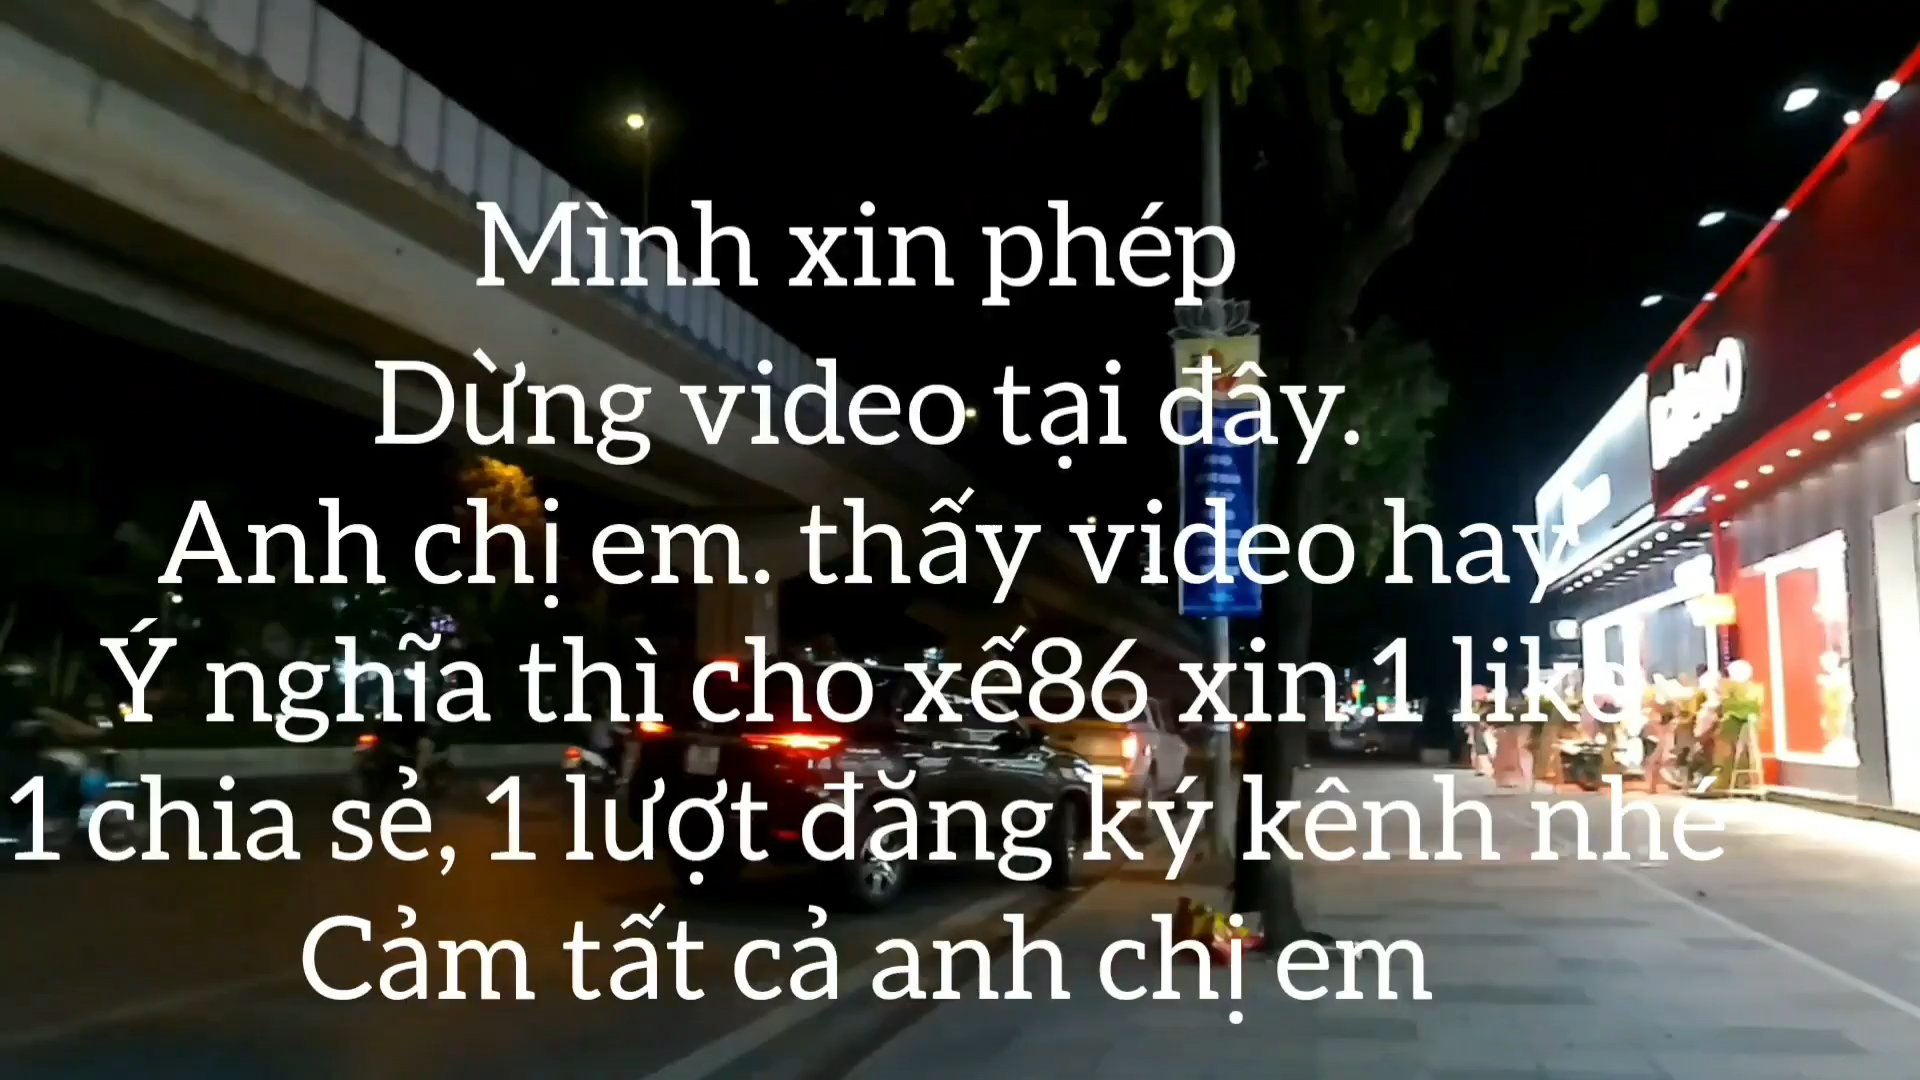 Mình xin phép
Dừng video tại đây.
Anh chị em. thấy video hay
Ý nghĩa thì cho xế86 xin 1 like
1 chia sẻ, 1 lượt đăng ký kênh nhé
Cảm tất cả anh chị em